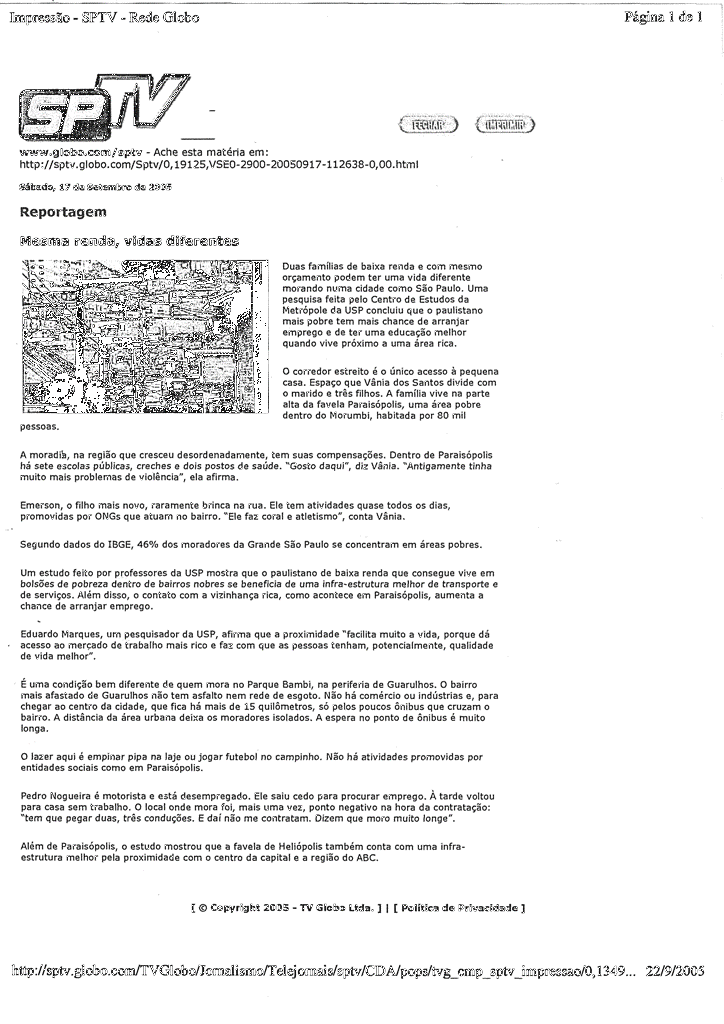 Impressão - SPTV - Rede Globo
Página 1 de 1
SPTV
FECHAR
IMPRIMIR
www.globo.com/sptv - Ache esta matéria em:
http://sptv.globo.com/Sptv/0,19125,VSE0-2900-20050917-112638-0,00.html
Sábado, 17 de Setembro de 2005
Reportagem
Mesma renda, vidas diferentes
Duas famílias de baixa renda e com mesmo
orçamento podem ter uma vida diferente
morando numa cidade como São Paulo. Uma
pesquisa feita pelo Centro de Estudos da
Metrópole da USP concluiu que o paulistano
mais pobre tem mais chance de arranjar
emprego e de ter uma educação melhor
quando vive próximo a uma área rica.
O corredor estreito é o único acesso à pequena
casa. Espaço que Vânia dos Santos divide com
o marido e três filhos. A família vive na parte
alta da favela Paraisópolis, uma área pobre
dentro do Morumbi, habitada por 80 mil
pessoas.
A moradia, na região que cresceu desordenadamente, tem suas compensações. Dentro de Paraisópolis
há sete escolas públicas, creches e dois postos de saúde. "Gosto daqui", diz Vânia. "Antigamente tinha
muito mais problemas de violência", ela afirma.
Emerson, o filho mais novo, raramente brinca na rua. Ele tem atividades quase todos os dias,
promovidas por ONGs que atuam no bairro. "Ele faz coral e atletismo", conta Vânia.
Segundo dados do IBGE, 46% dos moradores da Grande São Paulo se concentram em áreas pobres.
Um estudo feito por professores da USP mostra que o paulistano de baixa renda que consegue vive em
bolsões de pobreza dentro de bairros nobres se beneficia de uma infra-estrutura melhor de transporte e
de serviços. Além disso, o contato com a vizinhança rica, como acontece em Paraisópolis, aumenta a
chance de arranjar emprego.
Eduardo Marques, um pesquisador da USP, afirma que a proximidade "facilita muito a vida, porque dá
acesso ao mercado de trabalho mais rico e faz com que as pessoas tenham, potencialmente, qualidade
de vida melhor".
É uma condição bem diferente de quem mora no Parque Bambi, na periferia de Guarulhos. O bairro
mais afastado de Guarulhos não tem asfalto nem rede de esgoto. Não há comércio ou indústrias e, para
chegar ao centro da cidade, que fica há mais de 15 quilômetros, só pelos poucos ônibus que cruzam o
bairro. A distância da área urbana deixa os moradores isolados. A espera no ponto de ônibus é muito
longa.
O lazer aqui é empinar pipa na laje ou jogar futebol no campinho. Não há atividades promovidas por
entidades sociais como em Paraisópolis.
Pedro Nogueira é motorista e está desempregado. Ele saiu cedo para procurar emprego. À tarde voltou
para casa sem trabalho. O local onde mora foi, mais uma vez, ponto negativo na hora da contratação:
"tem que pegar duas, três conduções. E daí não me contratam. Dizem que moro muito longe".
Além de Paraisópolis, o estudo mostrou que a favela de Heliópolis também conta com uma infra-
estrutura melhor pela proximidade com o centro da capital e a região do ABC.
[ © Copyright 2005 - TV Globo Ltda. ] | [ Política de Privacidade ]
http://sptv.globo.com/TVGlobo/Jornalismo/Telejornais/sptv/CDA/pops/tvg_cmp_sptv_impressao/0,1349... 22/9/2005